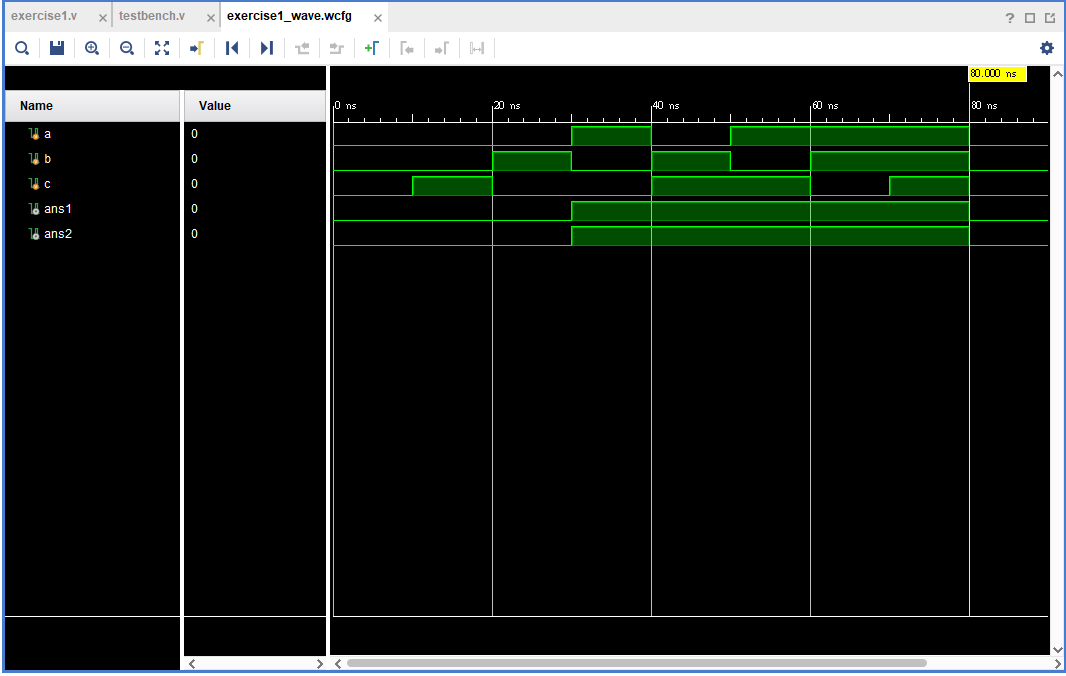 exercise1.v testbench.v exercise1_wave.wcfg
80.000 ns
Name Value 0 ns 20 ns 40 ns 60 ns 80 ns
a 0
b 0
c 0
ans1 0
ans2 0